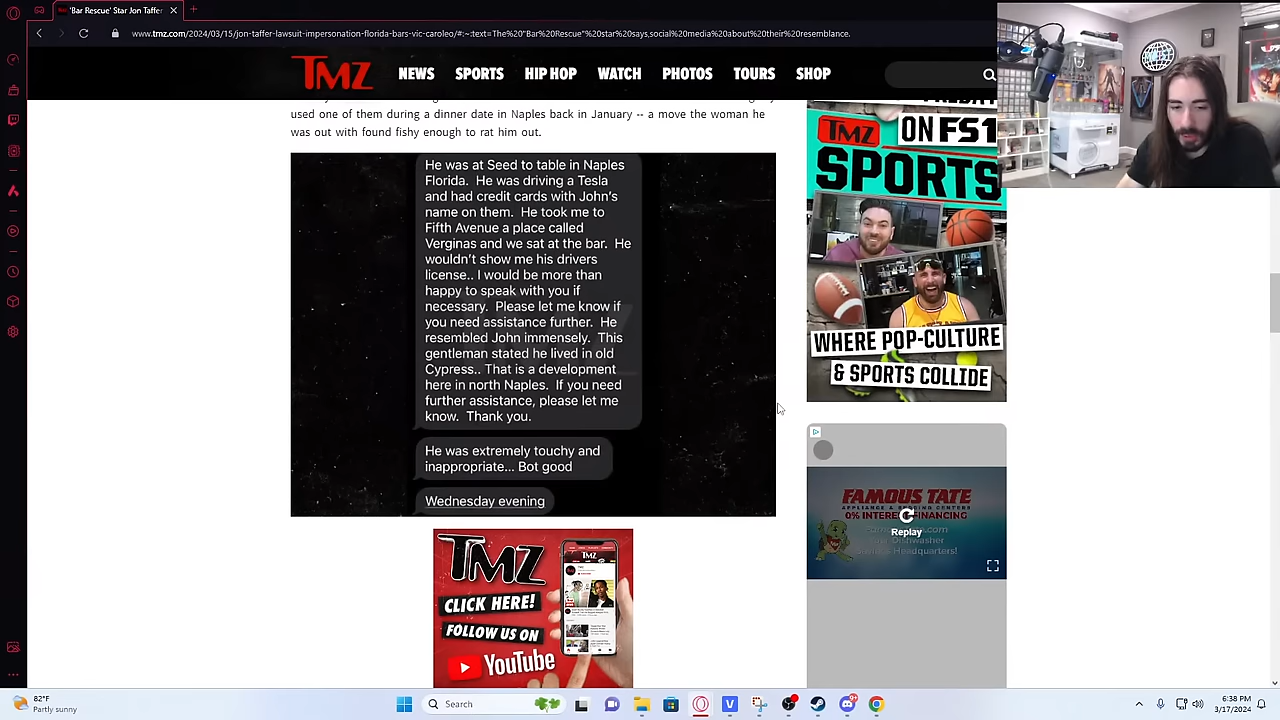 'Bar Rescue' Star Jon Taffer
www.tmz.com/2024/03/15/jon-taffer-lawsuit-impersonator-florida-bars-vic-carole/#:~:text=The%20"Bar%20Rescue"%20star%20says,social%20media%20due%20their%20resemblance.
TMZ
NEWS
SPORTS
HIP HOP
WATCH
PHOTOS
TOURS
SHOP
used one of them during a dinner date in Naples back in January -- a move the woman he
was out with found fishy enough to rat him out.
He was at Seed to table in Naples
Florida. He was driving a Tesla
and had credit cards with John's
name on them. He took me to
Fifth Avenue a place called
Verginas and we sat at the bar. He
wouldn't show me his drivers
license.. I would be more than
happy to speak with you if
necessary. Please let me know if
you need assistance further. He
resembled John immensely. This
gentleman stated he lived in old
Cypress.. That is a development
here in north Naples. If you need
further assistance, please let me
know. Thank you.
He was extremely touchy and
inappropriate... Bot good
Wednesday evening
TMZ
CLICK HERE!
FOLLOW US ON
YouTube
TMZ ON FS1
SPORTS
WHERE POP-CULTURE
& SPORTS COLLIDE
FAMOUS TATE
APPLIANCE & BEDDING CENTERS
0% INTEREST FINANCING
Replay
Dishwasher
Headquarters!
82°F
Partly sunny
Search
6:38 PM
3/17/2024